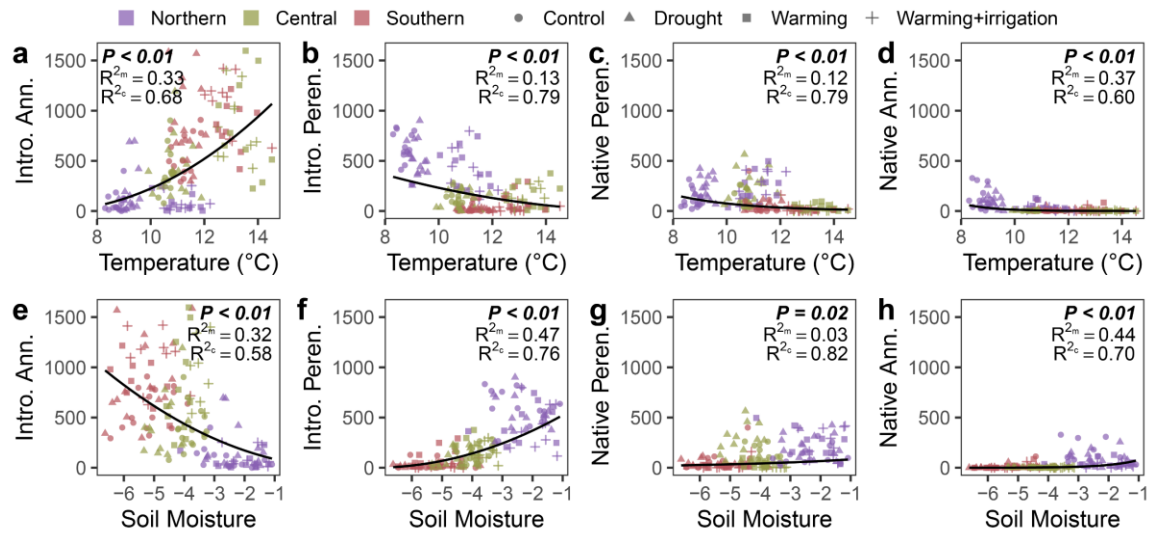 Northern Central Southern Control Drought Warming Warming+irrigation
a
P < 0.01
R²m = 0.33
R²c = 0.68
Intro. Ann.
1500
1000
500
0
8 10 12 14
Temperature (°C)
b
P < 0.01
R²m = 0.13
R²c = 0.79
Intro. Peren.
1500
1000
500
0
8 10 12 14
Temperature (°C)
c
P < 0.01
R²m = 0.12
R²c = 0.79
Native Peren.
1500
1000
500
0
8 10 12 14
Temperature (°C)
d
P < 0.01
R²m = 0.37
R²c = 0.60
Native Ann.
1500
1000
500
0
8 10 12 14
Temperature (°C)
e
P < 0.01
R²m = 0.32
R²c = 0.58
Intro. Ann.
1500
1000
500
0
−6 −5 −4 −3 −2 −1
Soil Moisture
f
P < 0.01
R²m = 0.47
R²c = 0.76
Intro. Peren.
1500
1000
500
0
−6 −5 −4 −3 −2 −1
Soil Moisture
g
P = 0.02
R²m = 0.03
R²c = 0.82
Native Peren.
1500
1000
500
0
−6 −5 −4 −3 −2 −1
Soil Moisture
h
P < 0.01
R²m = 0.44
R²c = 0.70
Native Ann.
1500
1000
500
0
−6 −5 −4 −3 −2 −1
Soil Moisture